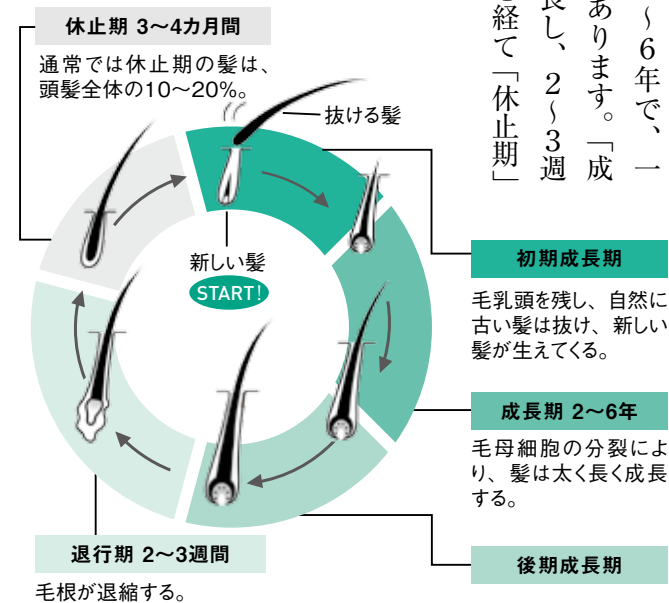 ～6年で、一
あります。「成
長し、2～3週
経て「休止期」
休止期 3～4カ月間
通常では休止期の髪は、
頭髪全体の10～20%。
抜ける髪
新しい髪
START!
初期成長期
毛乳頭を残し、自然に
古い髪は抜け、新しい
髪が生えてくる。
成長期 2～6年
毛母細胞の分裂によ
り、髪は太く長く成長
する。
後期成長期
退行期 2～3週間
毛根が退縮する。